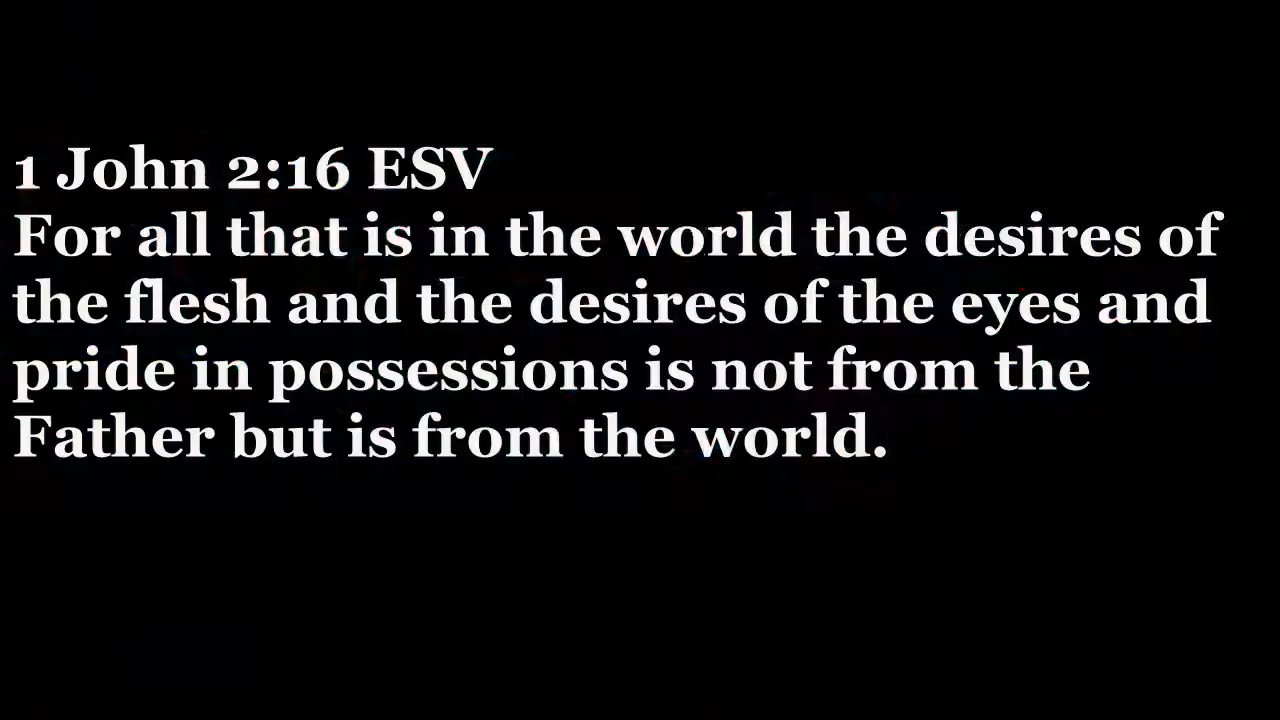 1 John 2:16 ESV
For all that is in the world the desires of
the flesh and the desires of the eyes and
pride in possessions is not from the
Father but is from the world.